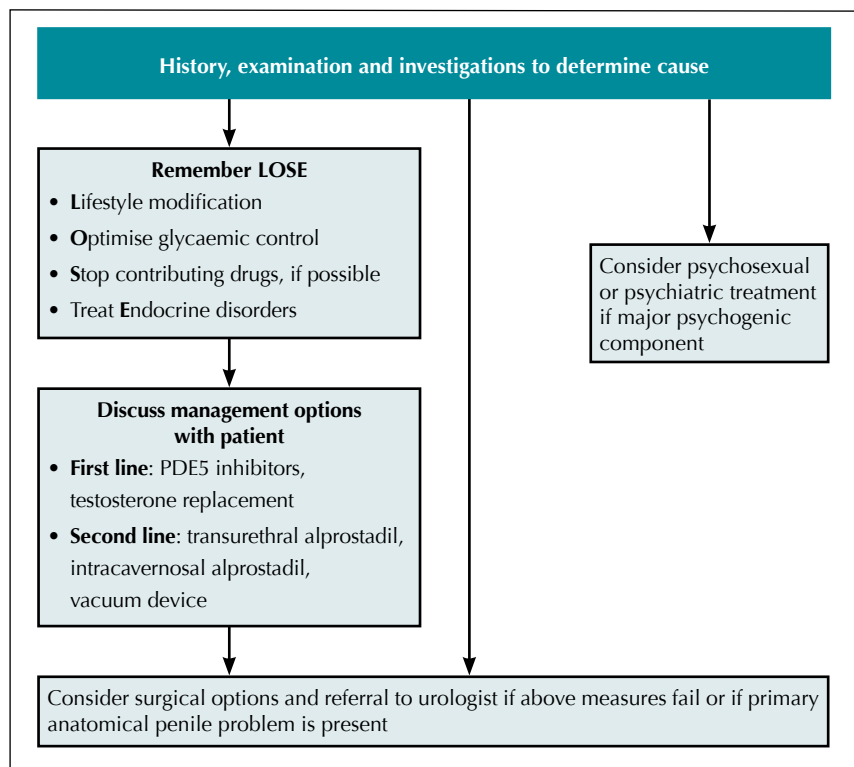 History, examination and investigations to determine cause
Remember LOSE
• Lifestyle modification
• Optimise glycaemic control
• Stop contributing drugs, if possible
• Treat Endocrine disorders
Consider psychosexual
or psychiatric treatment
if major psychogenic
component
Discuss management options
with patient
• First line: PDE5 inhibitors,
testosterone replacement
• Second line: transurethral alprostadil,
intracavernosal alprostadil,
vacuum device
Consider surgical options and referral to urologist if above measures fail or if primary
anatomical penile problem is present